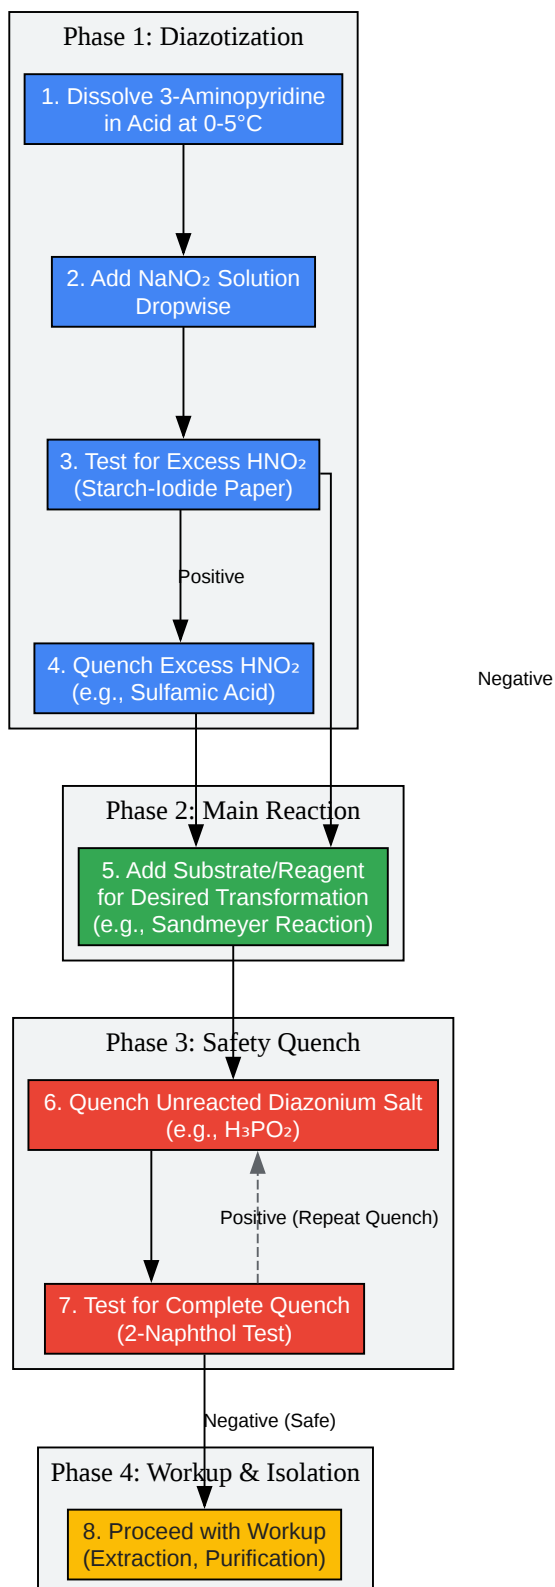 Phase 1: Diazotization
1. Dissolve 3-Aminopyridine
in Acid at 0-5°C
2. Add NaNO₂ Solution
Dropwise
3. Test for Excess HNO₂
(Starch-Iodide Paper)
Positive
4. Quench Excess HNO₂
(e.g., Sulfamic Acid)
Negative
Phase 2: Main Reaction
5. Add Substrate/Reagent
for Desired Transformation
(e.g., Sandmeyer Reaction)
Phase 3: Safety Quench
6. Quench Unreacted Diazonium Salt
(e.g., H₃PO₂)
Positive (Repeat Quench)
7. Test for Complete Quench
(2-Naphthol Test)
Negative (Safe)
Phase 4: Workup & Isolation
8. Proceed with Workup
(Extraction, Purification)